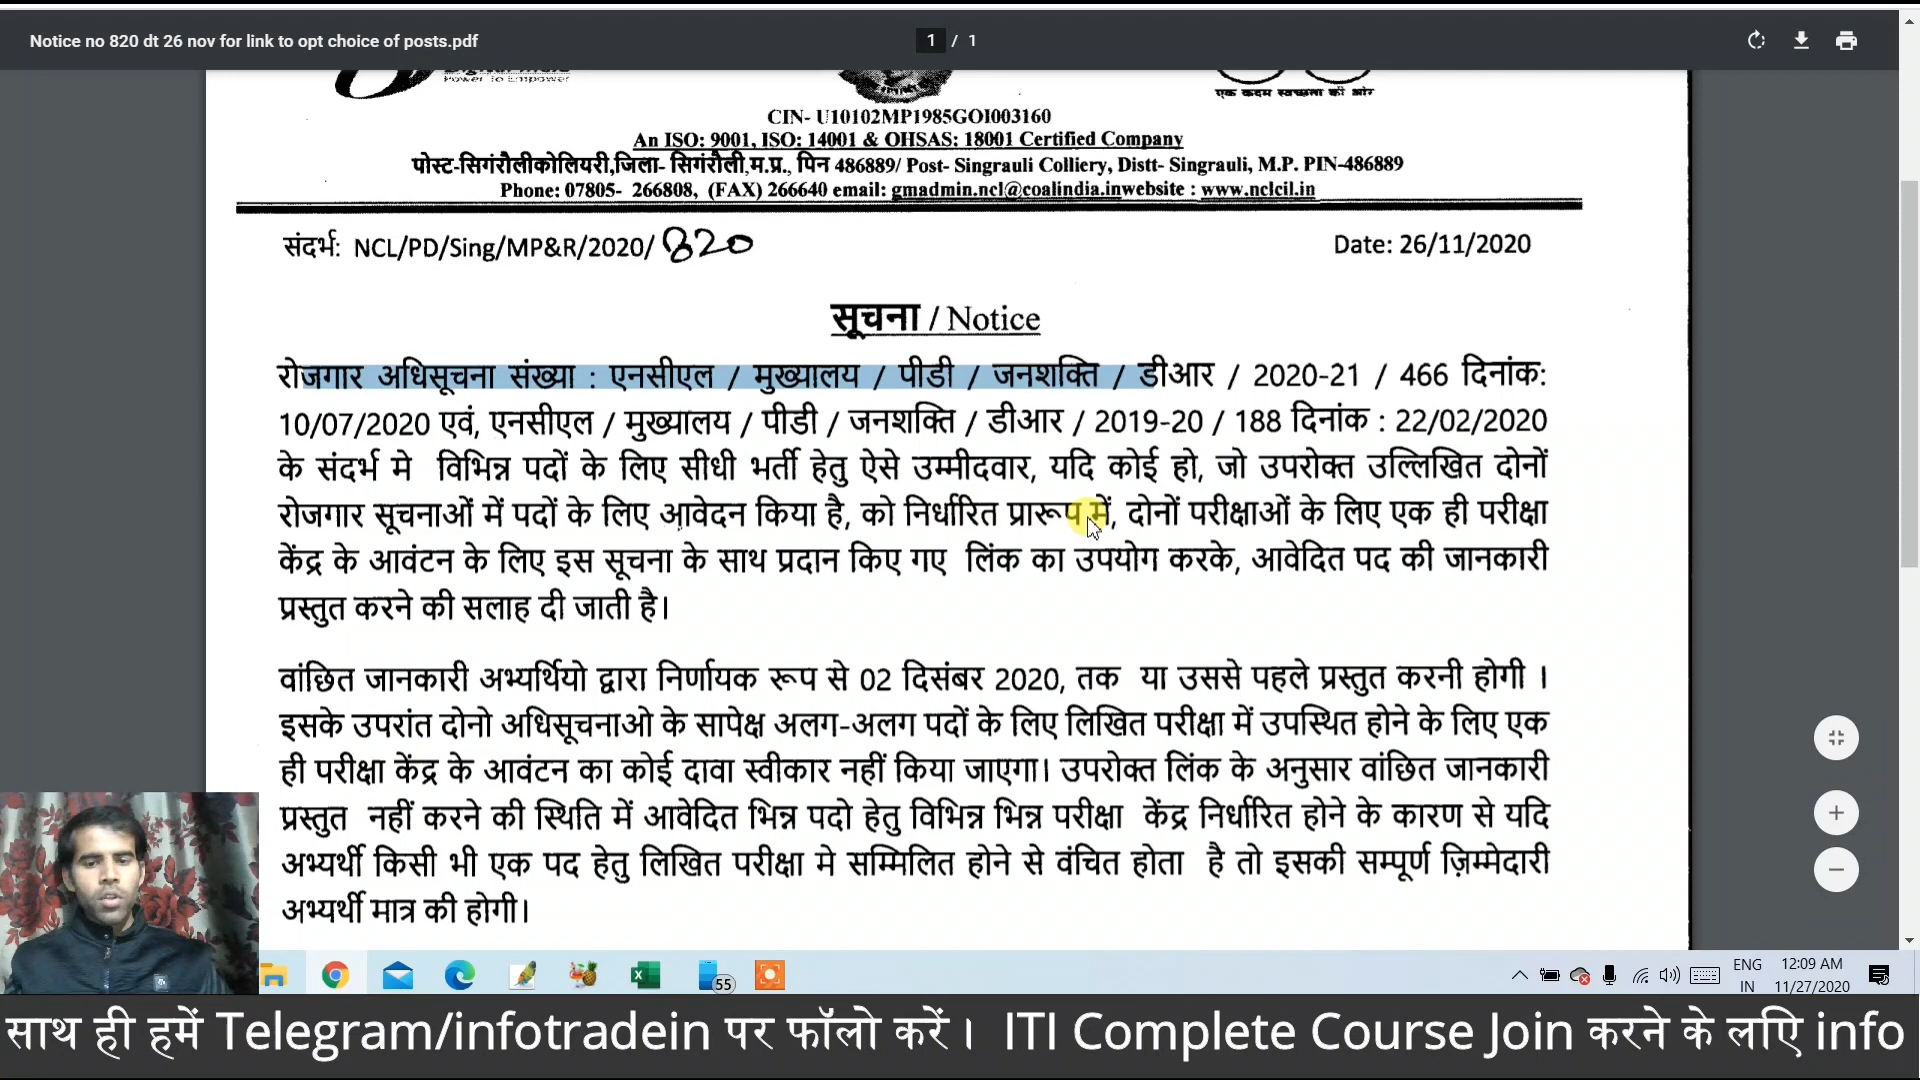 Notice no 820 dt 26 nov for link to opt choice of posts.pdf
1 / 1
एक कदम स्वच्छता की ओर
CIN- U10102MP1985GOI003160
An ISO: 9001, ISO: 14001 & OHSAS: 18001 Certified Company
पोस्ट-सिगंरौलीकोलियरी,जिला- सिगंरौली,म.प्र., पिन 486889/ Post- Singrauli Colliery, Distt- Singrauli, M.P. PIN-486889
Phone: 07805- 266808, (FAX) 266640 email: gmadmin.ncl@coalindia.inwebsite : www.nclcil.in
संदर्भ: NCL/PD/Sing/MP&R/2020/ 820
Date: 26/11/2020
सूचना / Notice
रोजगार अधिसूचना संख्या : एनसीएल / मुख्यालय / पीडी / जनशक्ति / डीआर / 2020-21 / 466 दिनांक:
10/07/2020 एवं, एनसीएल / मुख्यालय / पीडी / जनशक्ति / डीआर / 2019-20 / 188 दिनांक : 22/02/2020
के संदर्भ मे विभिन्न पदों के लिए सीधी भर्ती हेतु ऐसे उम्मीदवार, यदि कोई हो, जो उपरोक्त उल्लिखित दोनों
रोजगार सूचनाओं में पदों के लिए आवेदन किया है, को निर्धारित प्रारूप में, दोनों परीक्षाओं के लिए एक ही परीक्षा
केंद्र के आवंटन के लिए इस सूचना के साथ प्रदान किए गए लिंक का उपयोग करके, आवेदित पद की जानकारी
प्रस्तुत करने की सलाह दी जाती है।
वांछित जानकारी अभ्यर्थियो द्वारा निर्णायक रूप से 02 दिसंबर 2020, तक या उससे पहले प्रस्तुत करनी होगी ।
इसके उपरांत दोनो अधिसूचनाओ के सापेक्ष अलग-अलग पदों के लिए लिखित परीक्षा में उपस्थित होने के लिए एक
ही परीक्षा केंद्र के आवंटन का कोई दावा स्वीकार नहीं किया जाएगा। उपरोक्त लिंक के अनुसार वांछित जानकारी
प्रस्तुत नहीं करने की स्थिति में आवेदित भिन्न पदो हेतु विभिन्न भिन्न परीक्षा केंद्र निर्धारित होने के कारण से यदि
अभ्यर्थी किसी भी एक पद हेतु लिखित परीक्षा मे सम्मिलित होने से वंचित होता है तो इसकी सम्पूर्ण ज़िम्मेदारी
अभ्यर्थी मात्र की होगी।
55
ENG
IN
12:09 AM
11/27/2020
साथ ही हमें Telegram/infotradein पर फॉलो करें। ITI Complete Course Join करने के लिए info